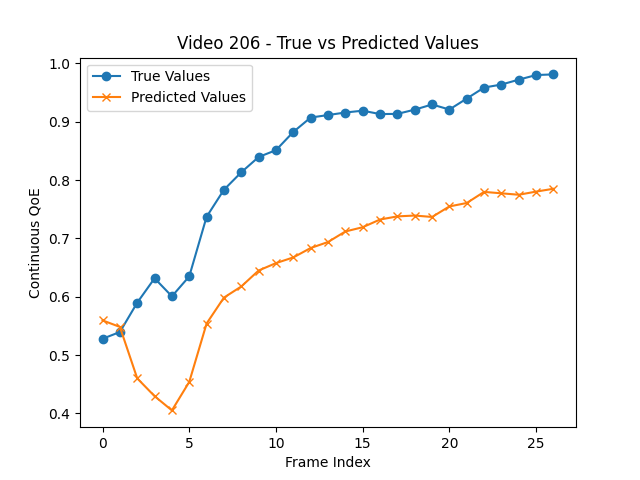 Video 206 - True vs Predicted Values
True Values
Predicted Values
Continuous QoE
1.0
0.9
0.8
0.7
0.6
0.5
0.4
0 5 10 15 20 25
Frame Index